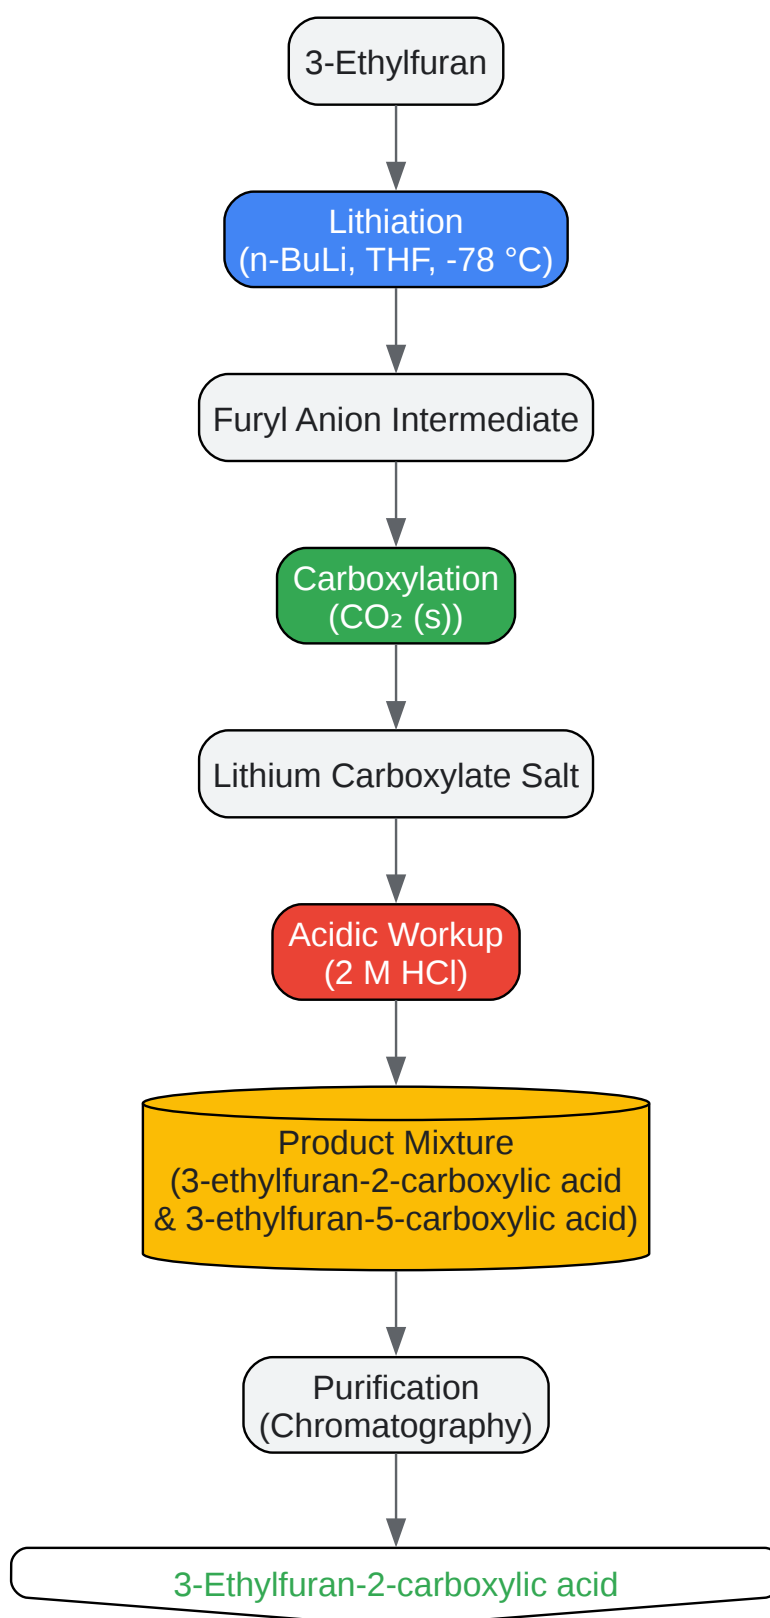 3-Ethylfuran
Lithiation
(n-BuLi, THF, -78 °C)
Furyl Anion Intermediate
Carboxylation
(CO₂ (s))
Lithium Carboxylate Salt
Acidic Workup
(2 M HCl)
Product Mixture
(3-ethylfuran-2-carboxylic acid
& 3-ethylfuran-5-carboxylic acid)
Purification
(Chromatography)
3-Ethylfuran-2-carboxylic acid